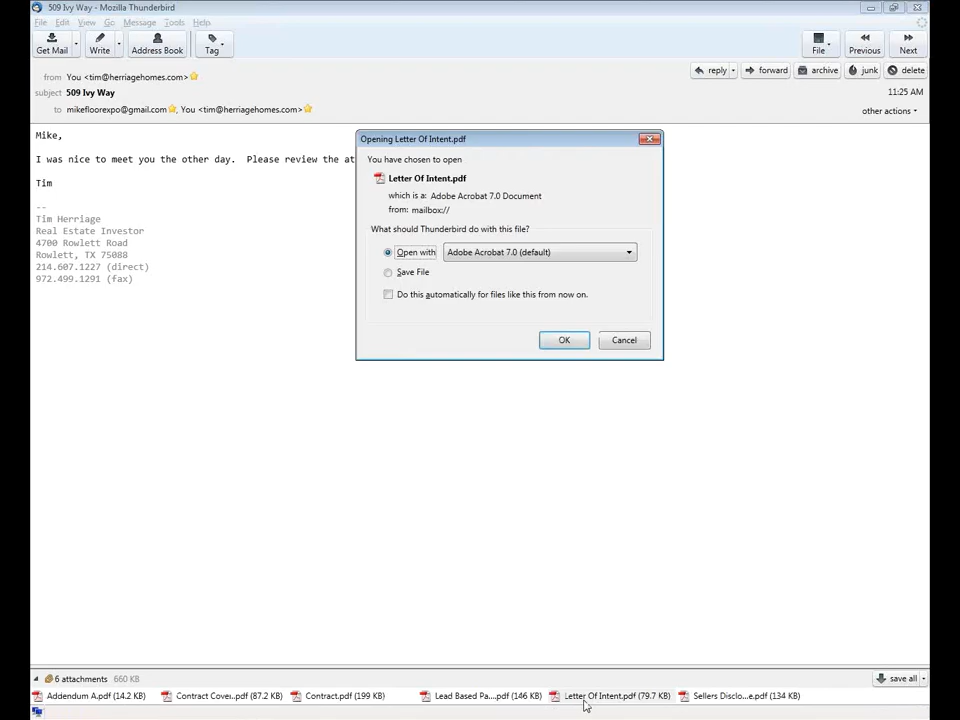 509 Ivy Way - Mozilla Thunderbird
File Edit View Go Message Tools Help
Get Mail Write Address Book Tag File Previous Next
from You <tim@herriagehomes.com> reply forward archive junk delete
subject 509 Ivy Way 11:25 AM
to mikefloorexpo@gmail.com, You <tim@herriagehomes.com> other actions
Mike,
I was nice to meet you the other day. Please review the at
Tim
--
Tim Herriage
Real Estate Investor
4700 Rowlett Road
Rowlett, TX 75088
214.607.1227 (direct)
972.499.1291 (fax)
Opening Letter Of Intent.pdf
You have chosen to open
Letter Of Intent.pdf
which is a: Adobe Acrobat 7.0 Document
from: mailbox://
What should Thunderbird do with this file?
Open with Adobe Acrobat 7.0 (default)
Save File
Do this automatically for files like this from now on.
OK Cancel
6 attachments 660 KB save all
Addendum A.pdf (14.2 KB) Contract Cover...pdf (87.2 KB) Contract.pdf (199 KB) Lead Based Pa....pdf (146 KB) Letter Of Intent.pdf (79.7 KB) Sellers Disclo...e.pdf (134 KB)